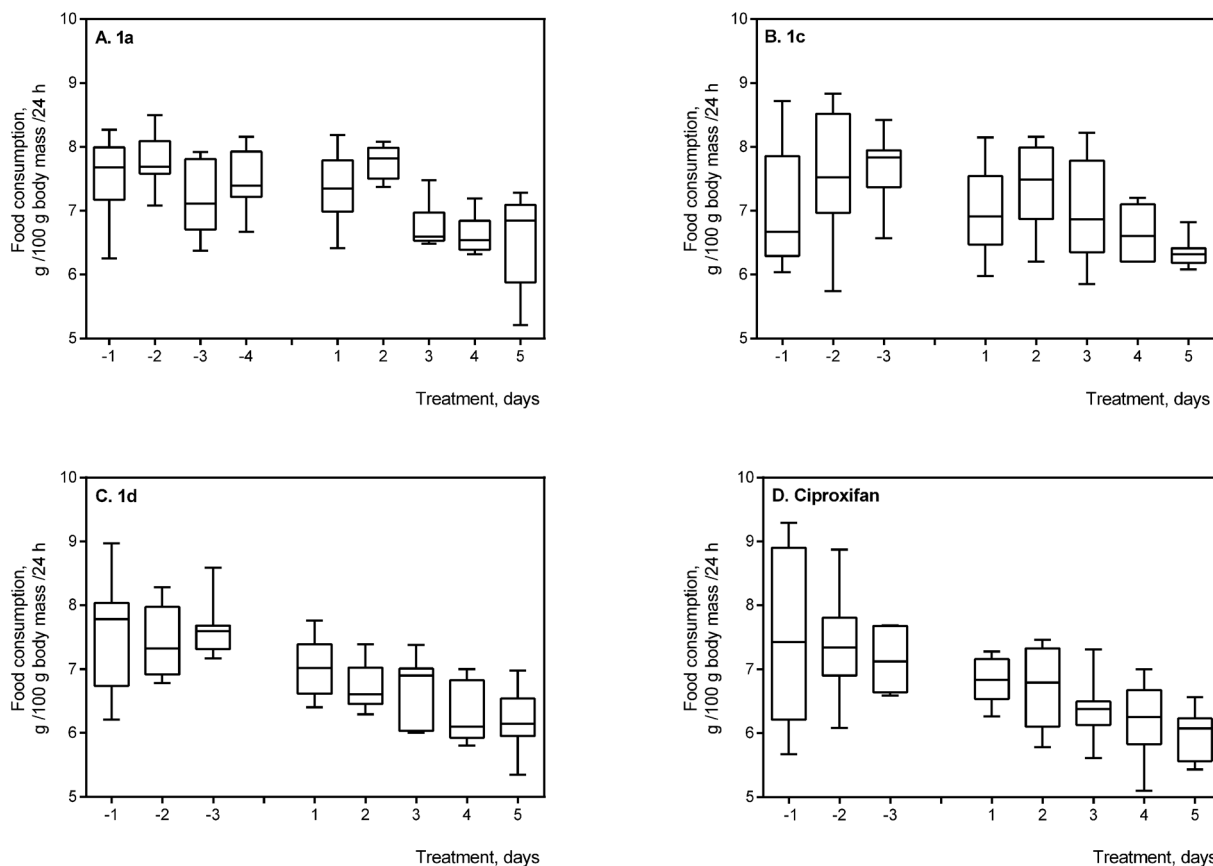 A. 1a
Food consumption,
g /100 g body mass /24 h
10
9
8
7
6
5
-1 -2 -3 -4 1 2 3 4 5
Treatment, days
B. 1c
Food consumption,
g /100 g body mass /24 h
10
9
8
7
6
5
-1 -2 -3 1 2 3 4 5
Treatment, days
C. 1d
Food consumption,
g /100 g body mass /24 h
10
9
8
7
6
5
-1 -2 -3 1 2 3 4 5
Treatment, days
D. Ciproxifan
Food consumption,
g /100 g body mass /24 h
10
9
8
7
6
5
-1 -2 -3 1 2 3 4 5
Treatment, days